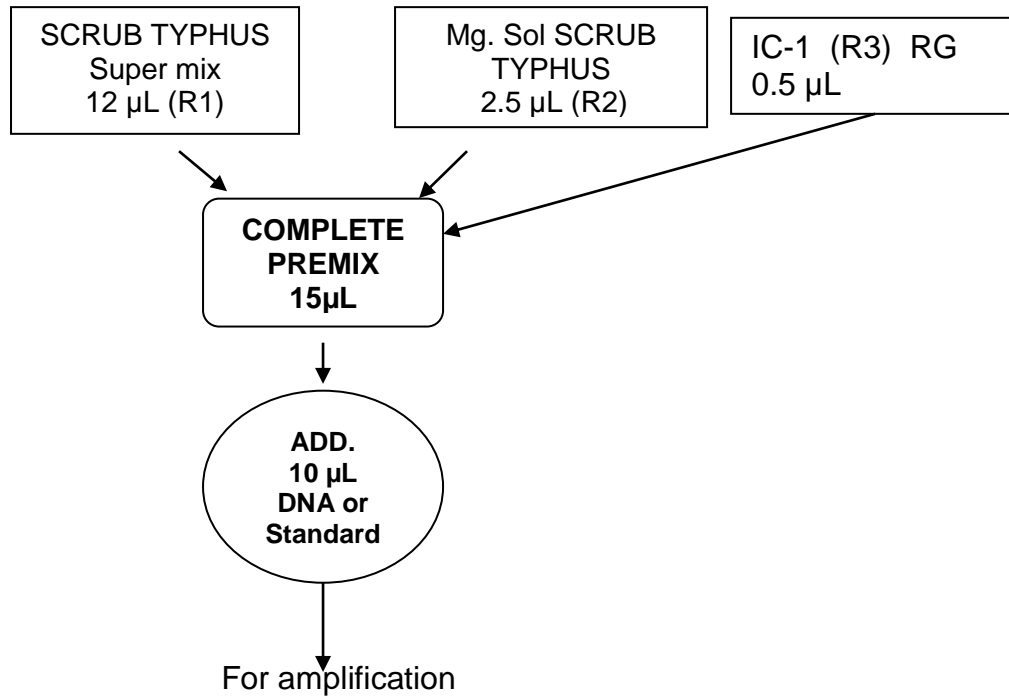 SCRUB TYPHUS
Super mix
12 µL (R1)
Mg. Sol SCRUB
TYPHUS
2.5 µL (R2)
IC-1 (R3) RG
0.5 µL
COMPLETE
PREMIX
15µL
ADD.
10 µL
DNA or
Standard
For amplification